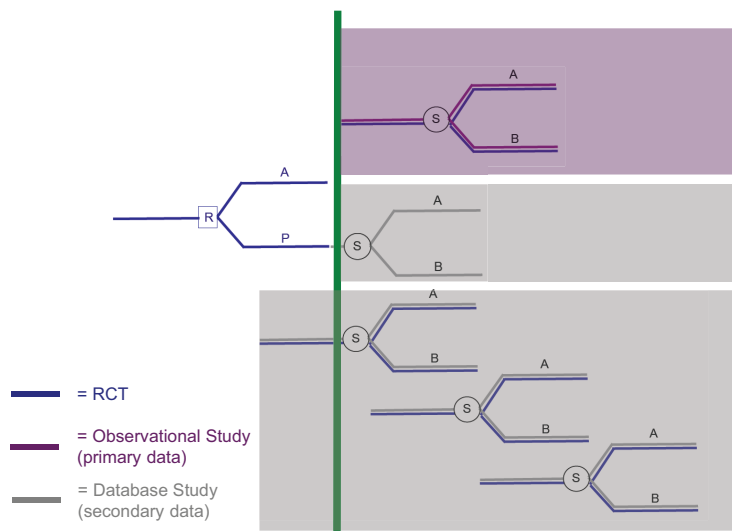 A
S
B
A
R
P
A
S
B
A
S
B
A
S
B
A
S
B
= RCT
= Observational Study
(primary data)
= Database Study
(secondary data)